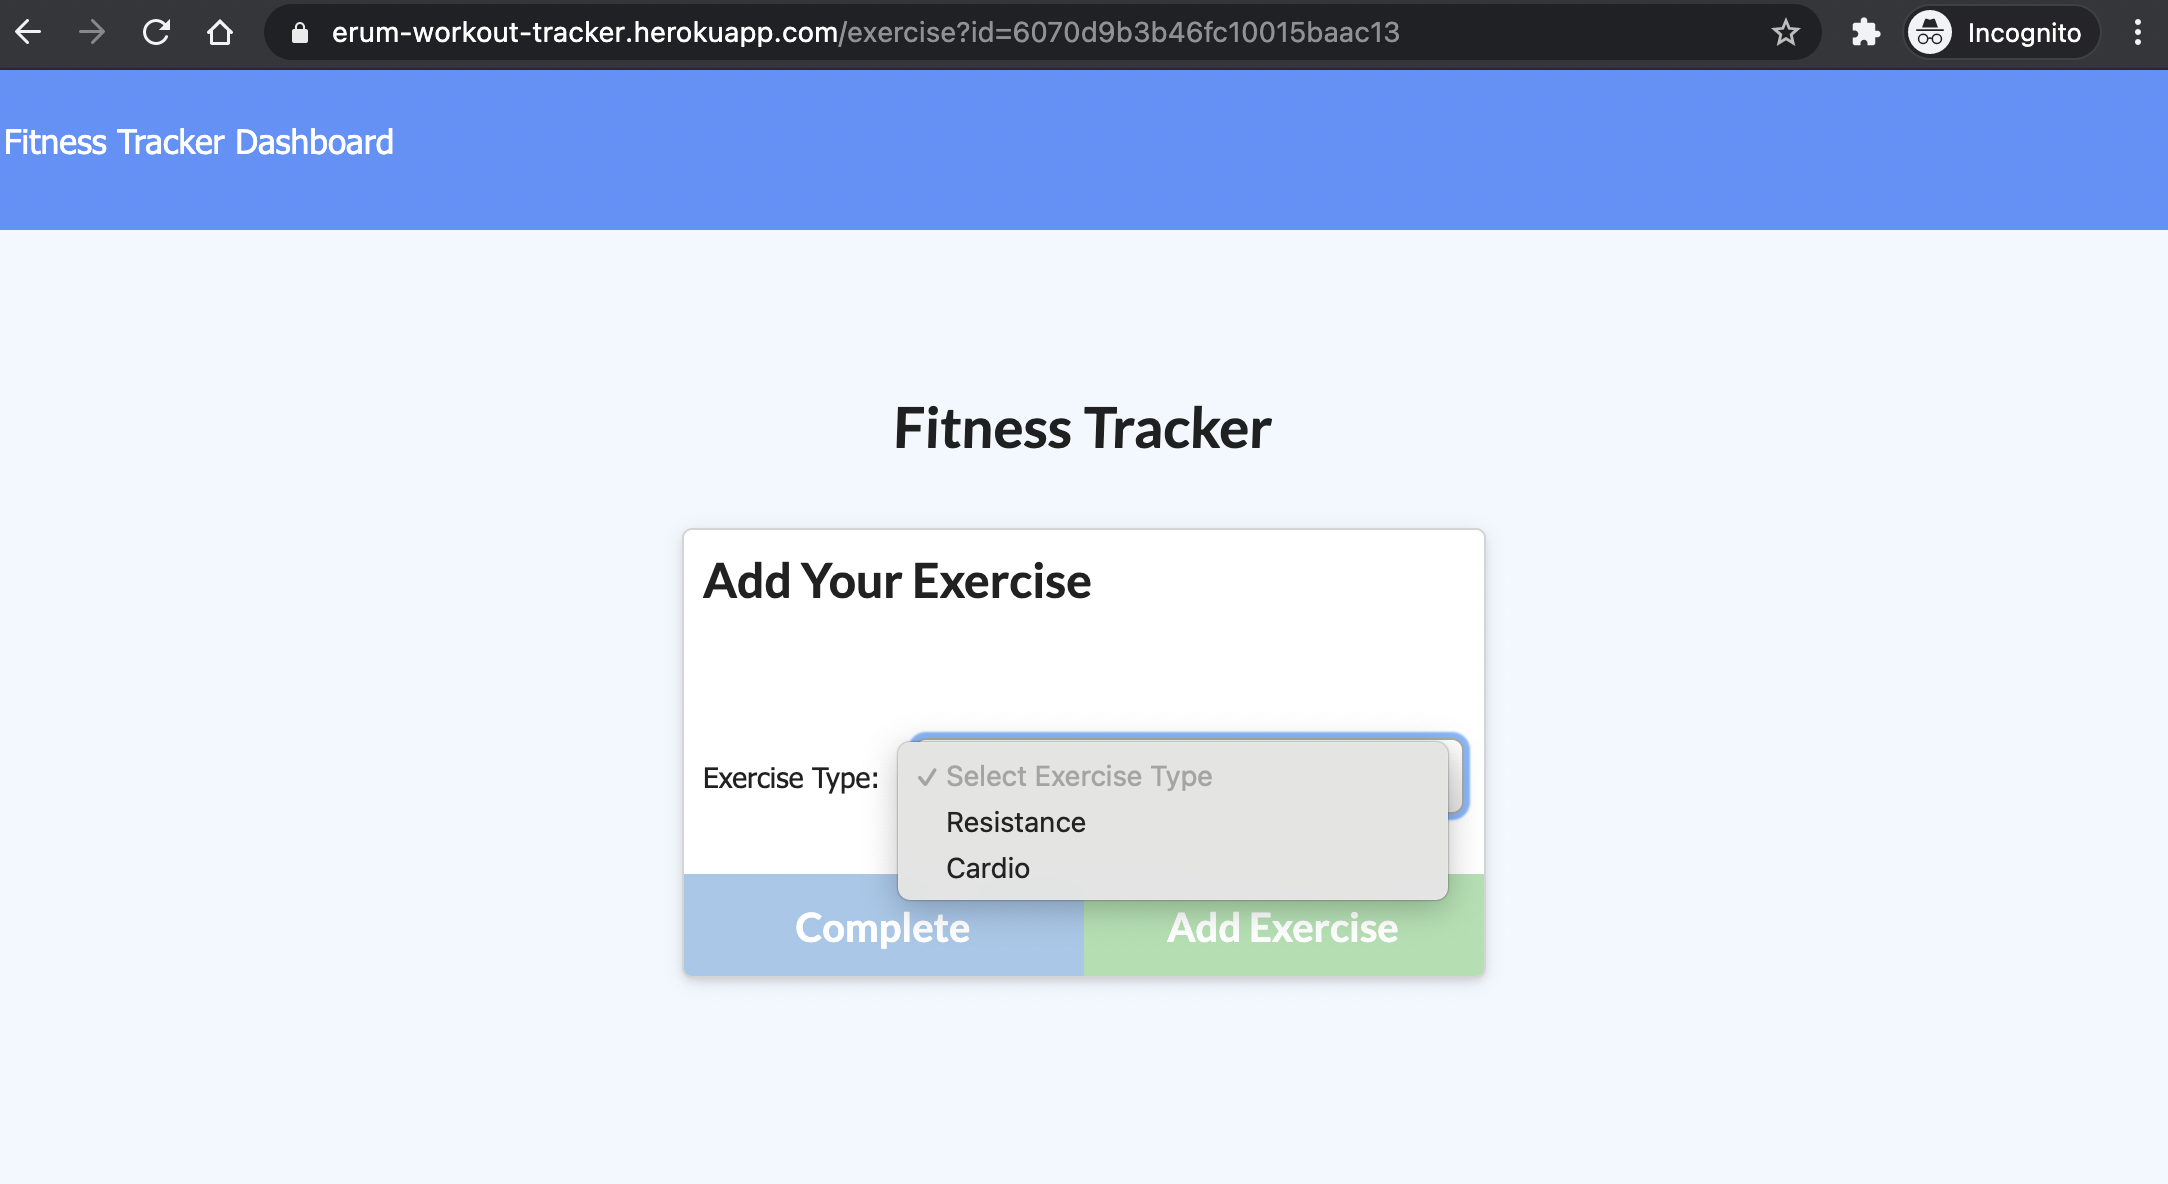 erum-workout-tracker.herokuapp.com/exercise?id=6070d9b3b46fc10015baac13
Incognito
Fitness Tracker Dashboard
Fitness Tracker
Add Your Exercise
Exercise Type:
✓ Select Exercise Type
Resistance
Cardio
Complete
Add Exercise